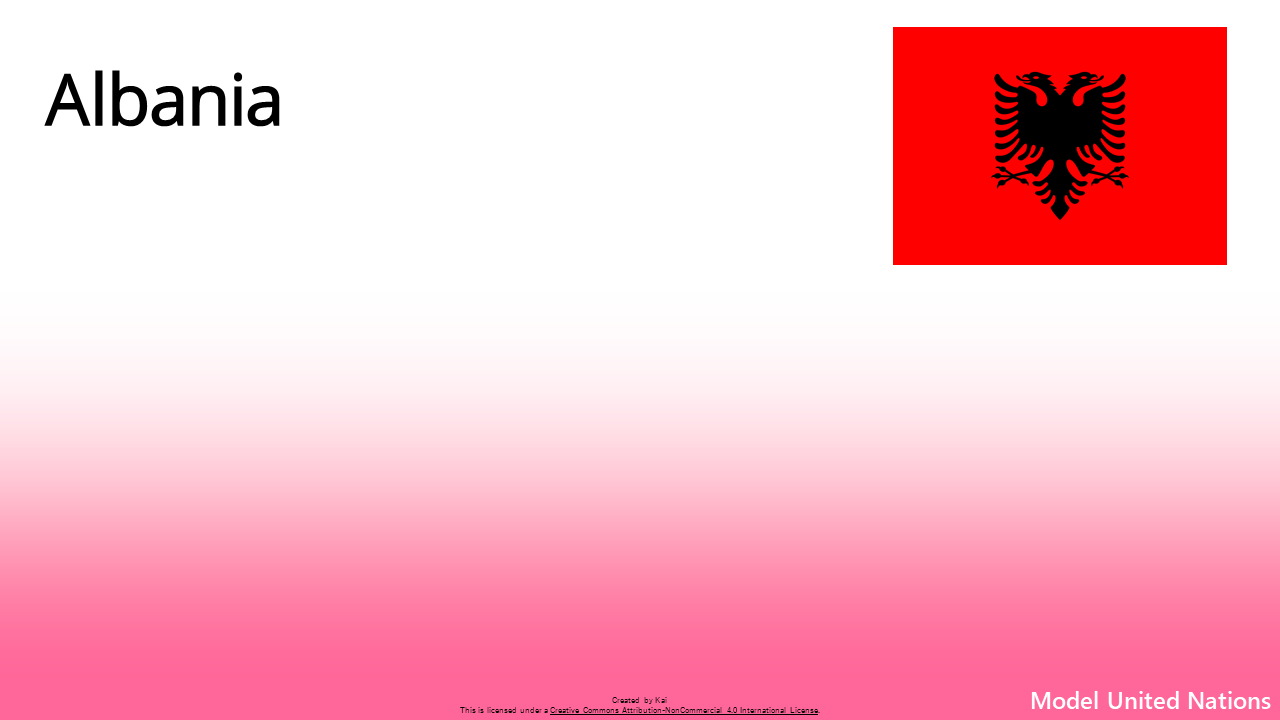 Albania
Created by Kai
This is licensed under a Creative Commons Attribution-NonCommercial 4.0 International License.
Model United Nations